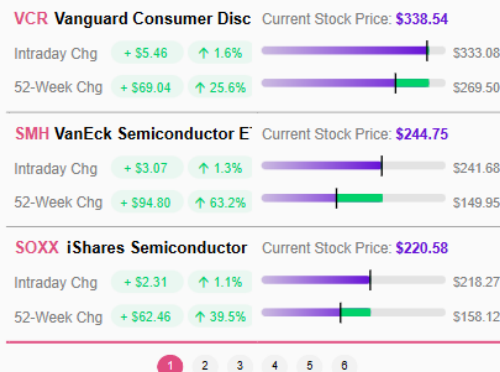 VCR Vanguard Consumer Disc Current Stock Price: $338.54
Intraday Chg + $5.46 ↑ 1.6% $333.08
52-Week Chg + $69.04 ↑ 25.6% $269.50
SMH VanEck Semiconductor E Current Stock Price: $244.75
Intraday Chg + $3.07 ↑ 1.3% $241.68
52-Week Chg + $94.80 ↑ 63.2% $149.95
SOXX iShares Semiconductor Current Stock Price: $220.58
Intraday Chg + $2.31 ↑ 1.1% $218.27
52-Week Chg + $62.46 ↑ 39.5% $158.12
1 2 3 4 5 6